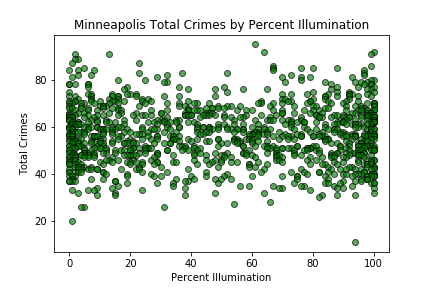 Minneapolis Total Crimes by Percent Illumination
Total Crimes
80
60
40
20
0 20 40 60 80 100
Percent Illumination